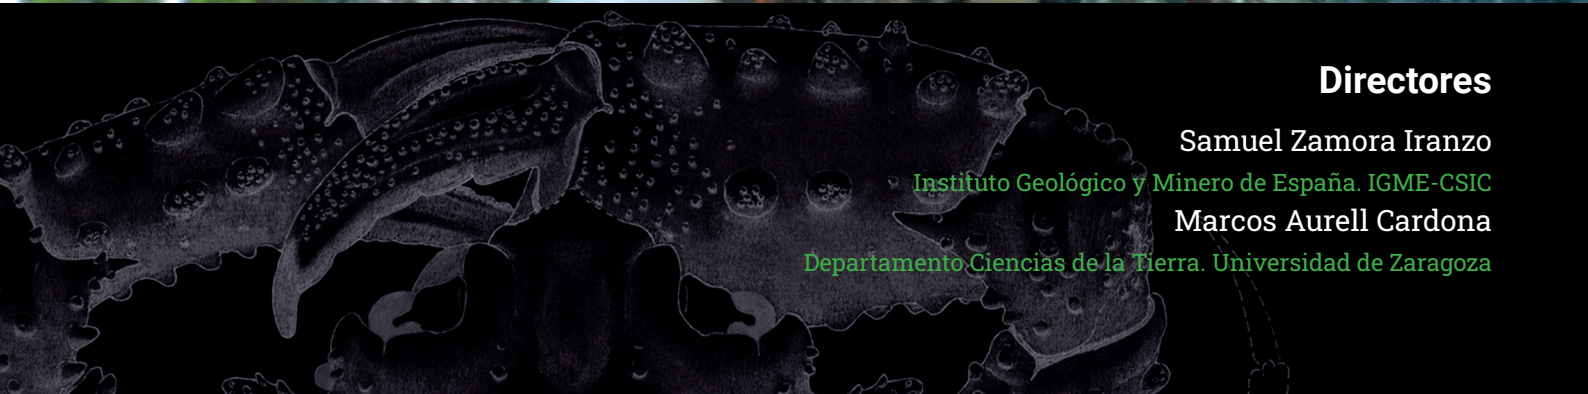 Directores
Samuel Zamora Iranzo
Instituto Geológico y Minero de España. IGME-CSIC
Marcos Aurell Cardona
Departamento Ciencias de la Tierra. Universidad de Zaragoza